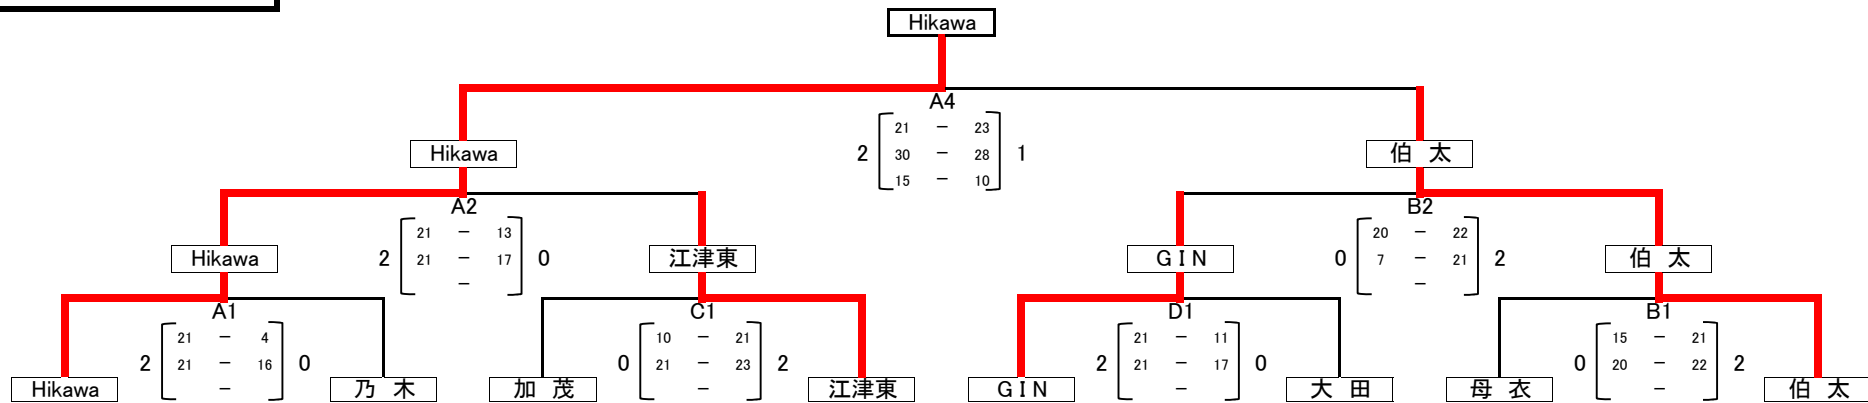 Hikawa
A4
21 － 23
2 30 － 28 1
15 － 10
Hikawa 伯 太
A2 B2
21 － 13 20 － 22
Hikawa 2 21 － 17 0 江津東 GIN 0 7 － 21 2 伯 太
－ －
A1 C1 D1 B1
21 － 4 10 － 21 21 － 11 15 － 21
2 21 － 16 0 0 21 － 23 2 2 21 － 17 0 0 20 － 22 2
－ － － －
Hikawa 乃 木 加 茂 江津東 GIN 大 田 母 衣 伯 太